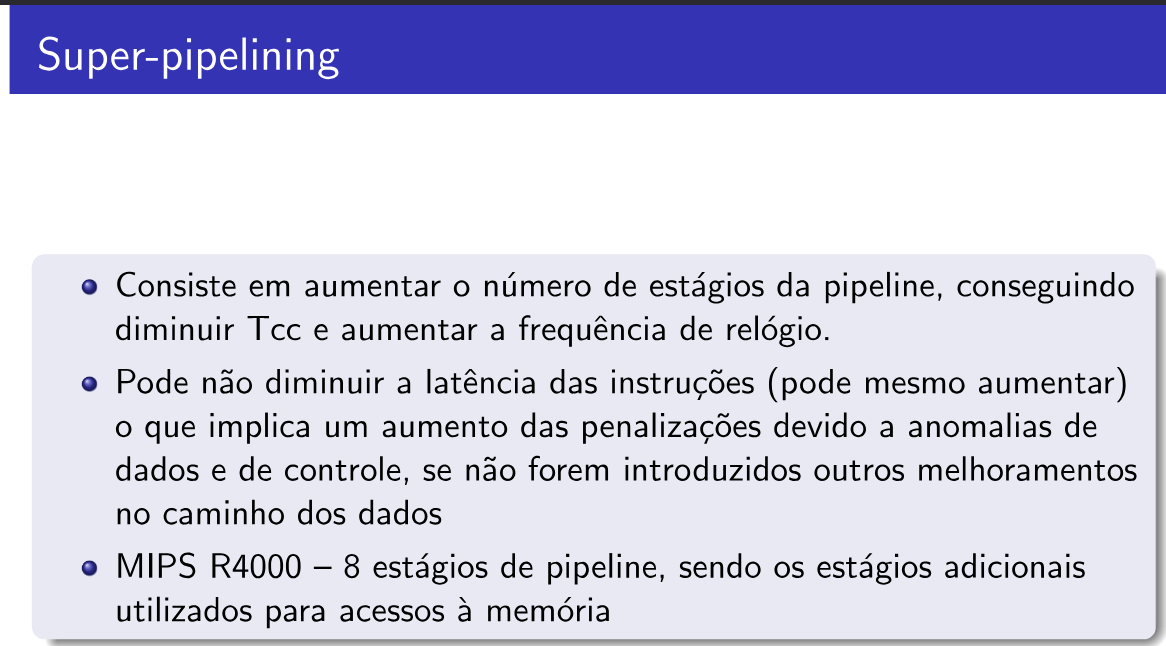 Super-pipelining
Consiste em aumentar o número de estágios da pipeline, conseguindo
diminuir Tcc e aumentar a frequência de relógio.
Pode não diminuir a latência das instruções (pode mesmo aumentar)
o que implica um aumento das penalizações devido a anomalias de
dados e de controle, se não forem introduzidos outros melhoramentos
no caminho dos dados
MIPS R4000 – 8 estágios de pipeline, sendo os estágios adicionais
utilizados para acessos à memória